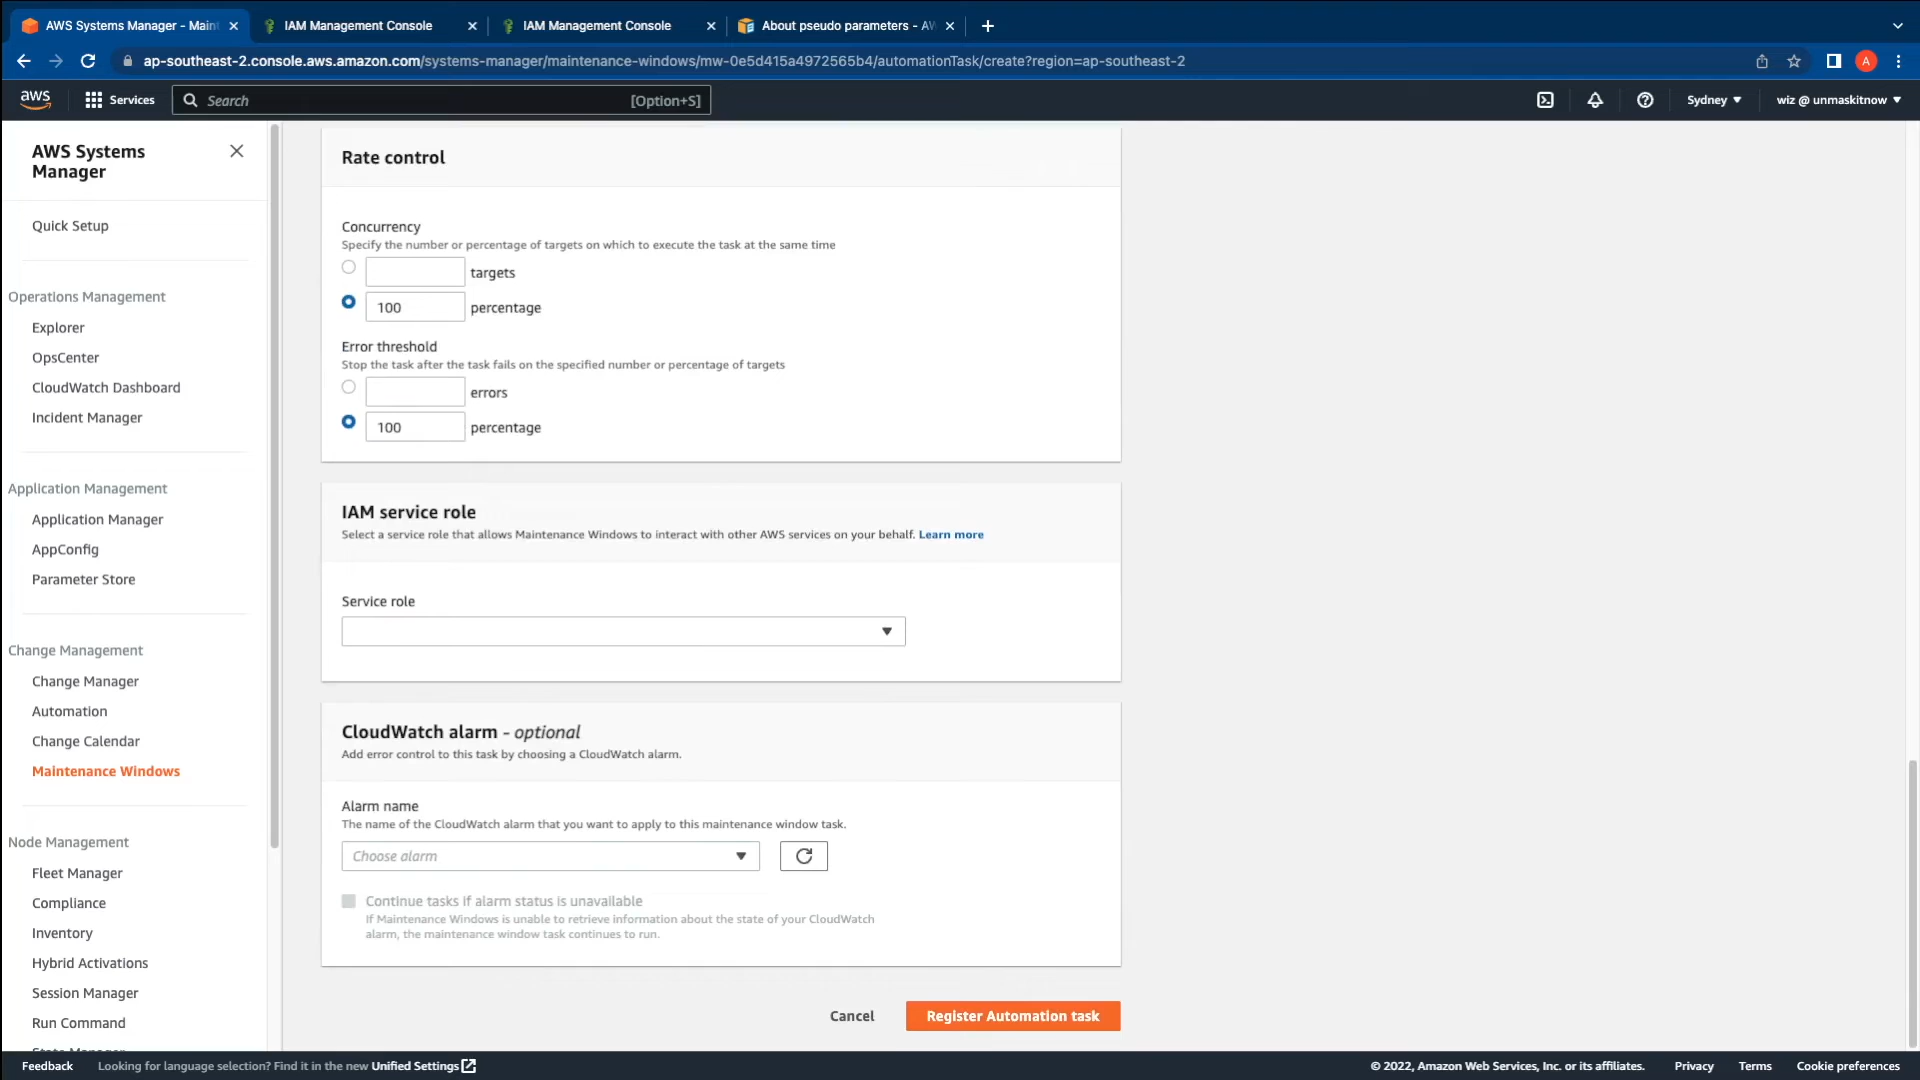 AWS Systems Manager - Maint
IAM Management Console
IAM Management Console
About pseudo parameters - AW
ap-southeast-2.console.aws.amazon.com/systems-manager/maintenance-windows/mw-0e5d415a4972565b4/automationTask/create?region=ap-southeast-2
A
aws
Services
Search
[Option+S]
Sydney
wiz @ unmaskitnow
AWS Systems
Manager
Quick Setup
Operations Management
Explorer
OpsCenter
CloudWatch Dashboard
Incident Manager
Application Management
Application Manager
AppConfig
Parameter Store
Change Management
Change Manager
Automation
Change Calendar
Maintenance Windows
Node Management
Fleet Manager
Compliance
Inventory
Hybrid Activations
Session Manager
Run Command
Rate control
Concurrency
Specify the number or percentage of targets on which to execute the task at the same time
targets
100 percentage
Error threshold
Stop the task after the task fails on the specified number or percentage of targets
errors
100 percentage
IAM service role
Select a service role that allows Maintenance Windows to interact with other AWS services on your behalf. Learn more
Service role
CloudWatch alarm - optional
Add error control to this task by choosing a CloudWatch alarm.
Alarm name
The name of the CloudWatch alarm that you want to apply to this maintenance window task.
Choose alarm
Continue tasks if alarm status is unavailable
If Maintenance Windows is unable to retrieve information about the state of your CloudWatch
alarm, the maintenance window task continues to run.
Cancel
Register Automation task
Feedback
Looking for language selection? Find it in the new Unified Settings
© 2022, Amazon Web Services, Inc. or its affiliates.
Privacy
Terms
Cookie preferences